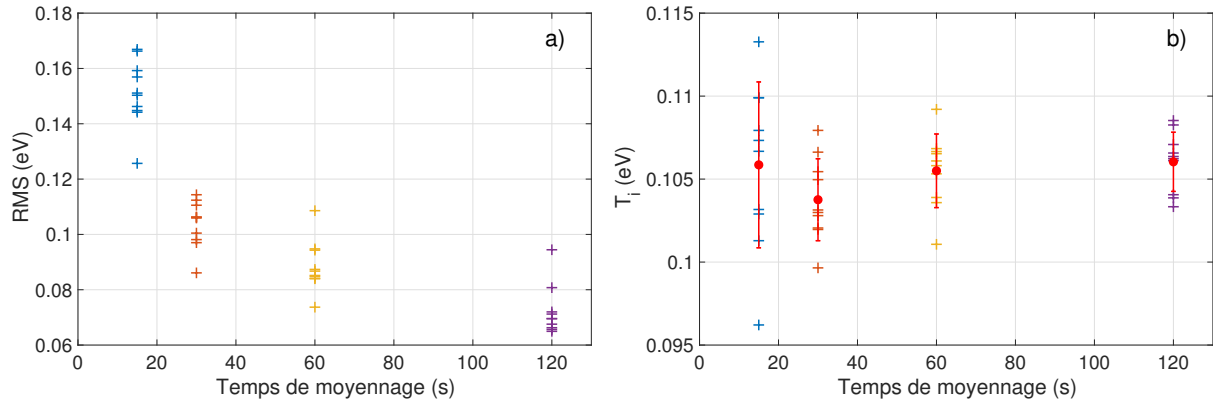 a)
RMS (eV)
0.18
0.16
0.14
0.12
0.1
0.08
0.06
0 20 40 60 80 100 120
Temps de moyennage (s)
b)
T_i (eV)
0.115
0.11
0.105
0.1
0.095
0 20 40 60 80 100 120
Temps de moyennage (s)